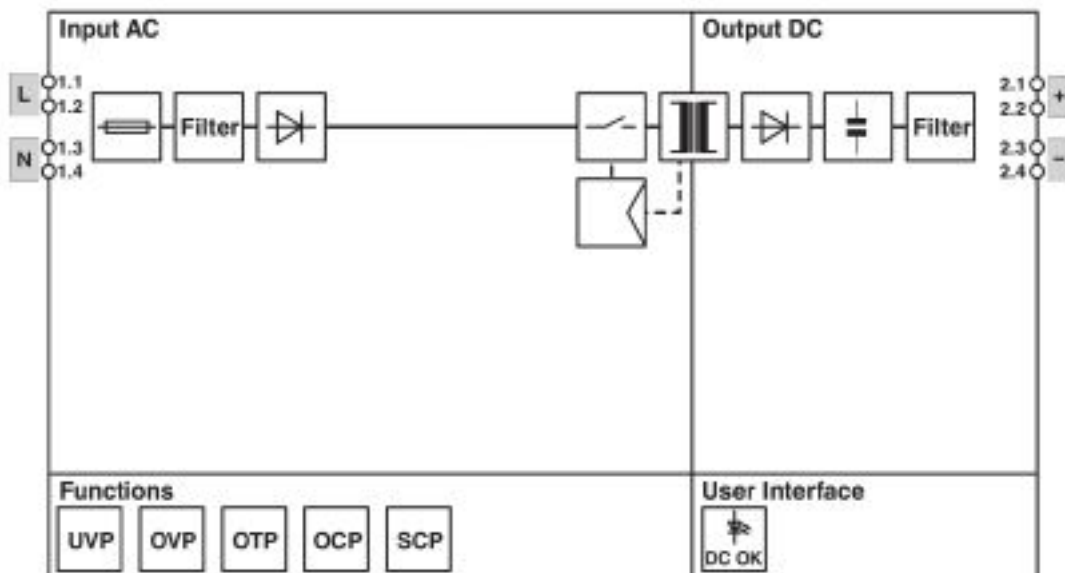 Input AC
Output DC
L
1.1
1.2
N
1.3
1.4
Filter
Filter
2.1
2.2
+
2.3
2.4
−
Functions
UVP
OVP
OTP
OCP
SCP
User Interface
DC OK